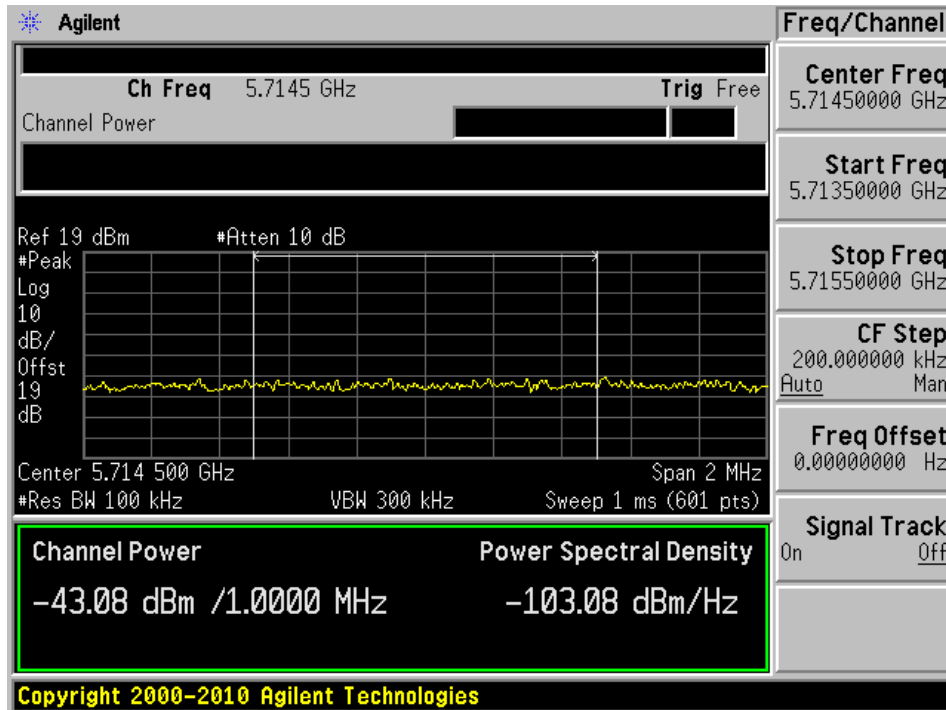 Agilent
Freq/Channel
Ch Freq 5.7145 GHz Trig Free
Channel Power
Center Freq
5.71450000 GHz
Start Freq
5.71350000 GHz
Stop Freq
5.71550000 GHz
CF Step
200.000000 kHz
Auto Man
Freq Offset
0.00000000 Hz
Signal Track
On Off
Ref 19 dBm #Atten 10 dB
#Peak
Log
10
dB/
Offst
19
dB
Center 5.714 500 GHz Span 2 MHz
#Res BW 100 kHz VBW 300 kHz Sweep 1 ms (601 pts)
Channel Power Power Spectral Density
-43.08 dBm /1.0000 MHz -103.08 dBm/Hz
Copyright 2000-2010 Agilent Technologies